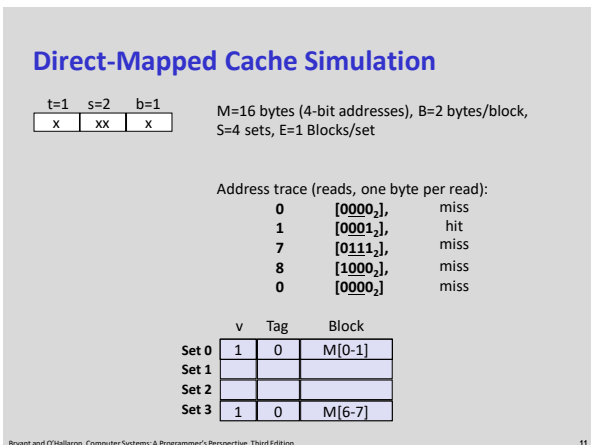 Direct-Mapped Cache Simulation
t=1 s=2 b=1
x xx x
M=16 bytes (4-bit addresses), B=2 bytes/block,
S=4 sets, E=1 Blocks/set
Address trace (reads, one byte per read):
0 [0000₂], miss
1 [0001₂], hit
7 [0111₂], miss
8 [1000₂], miss
0 [0000₂] miss
v Tag Block
Set 0 1 0 M[0-1]
Set 1
Set 2
Set 3 1 0 M[6-7]
Bryant and O'Hallaron, Computer Systems: A Programmer's Perspective, Third Edition 11